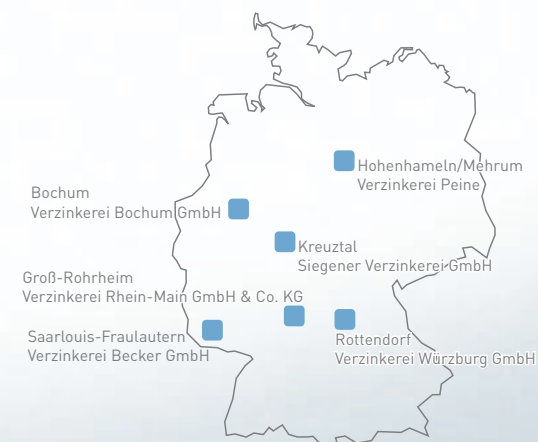 Hohenhameln/Mehrum
Verzinkerei Peine
Bochum
Verzinkerei Bochum GmbH
Kreuztal
Siegener Verzinkerei GmbH
Groß-Rohrheim
Verzinkerei Rhein-Main GmbH & Co. KG
Saarlouis-Fraulautern
Verzinkerei Becker GmbH
Rottendorf
Verzinkerei Würzburg GmbH